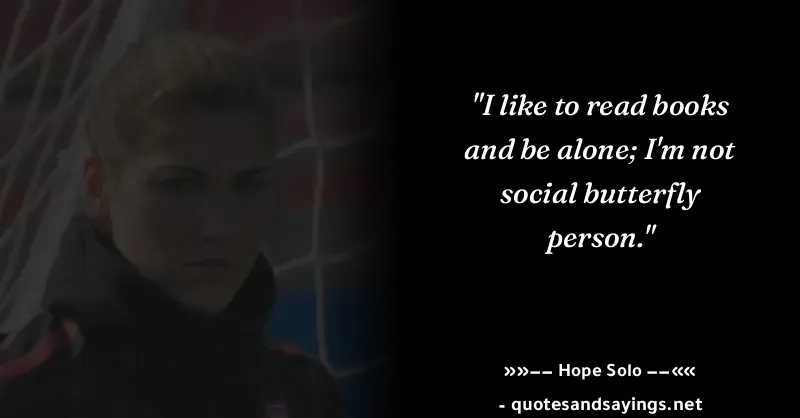 "I like to read books
and be alone; I'm not
social butterfly
person."
»»−− Hope Solo −−««
- quotesandsayings.net